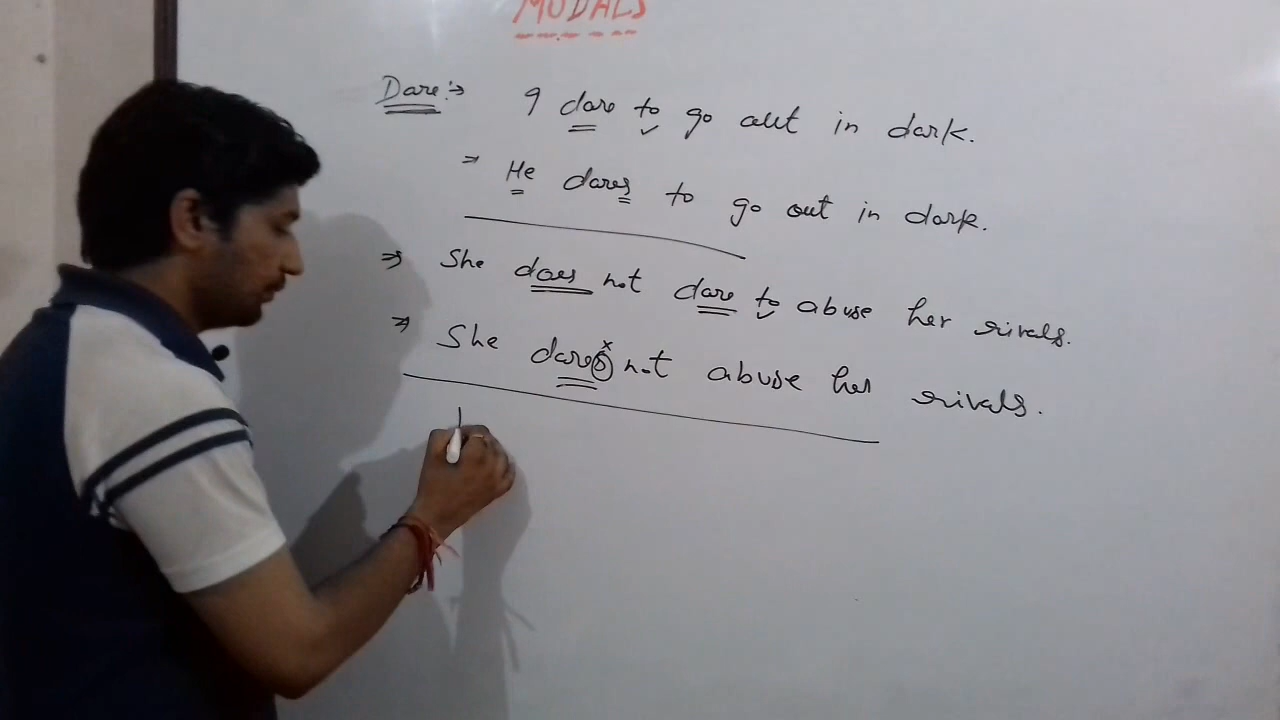 MODALS
Dare:→ I dare to go out in dark.
⇒ He dares to go out in dark.
⇒ She does not dare to abuse her rivals.
⇒ She dares not abuse her rivals.